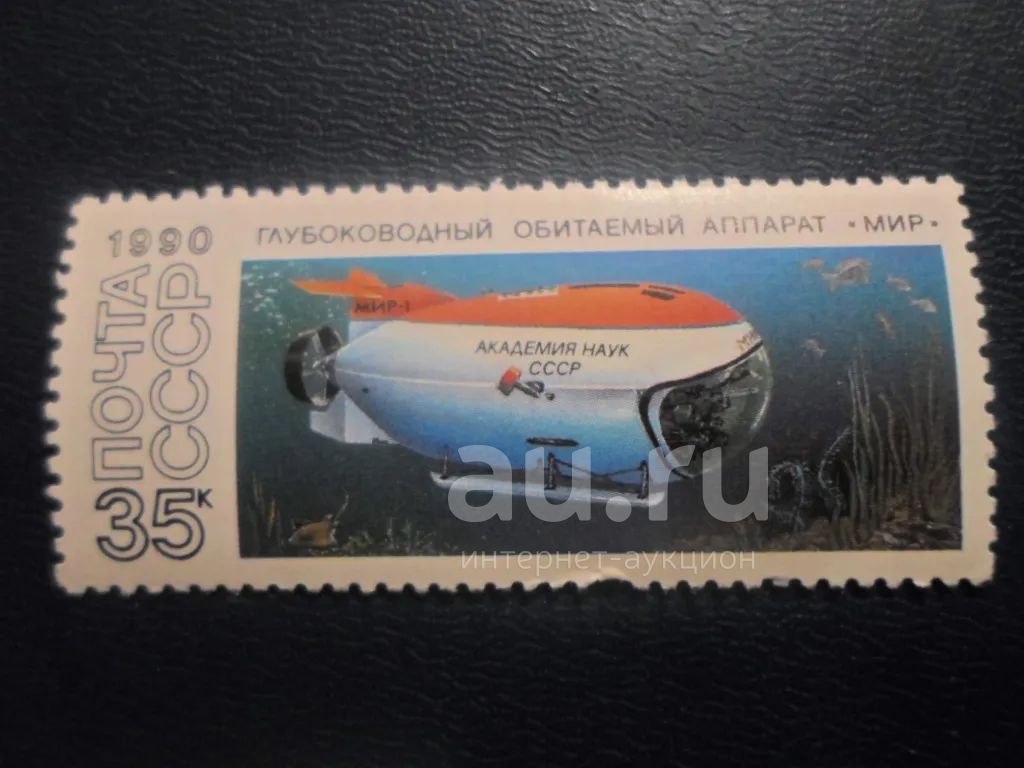 1990
ГЛУБОКОВОДНЫЙ ОБИТАЕМЫЙ АППАРАТ «МИР»
ПОЧТА
СССР
35к
МИР-1
АКАДЕМИЯ НАУК
СССР
au.ru
интернет-аукцион